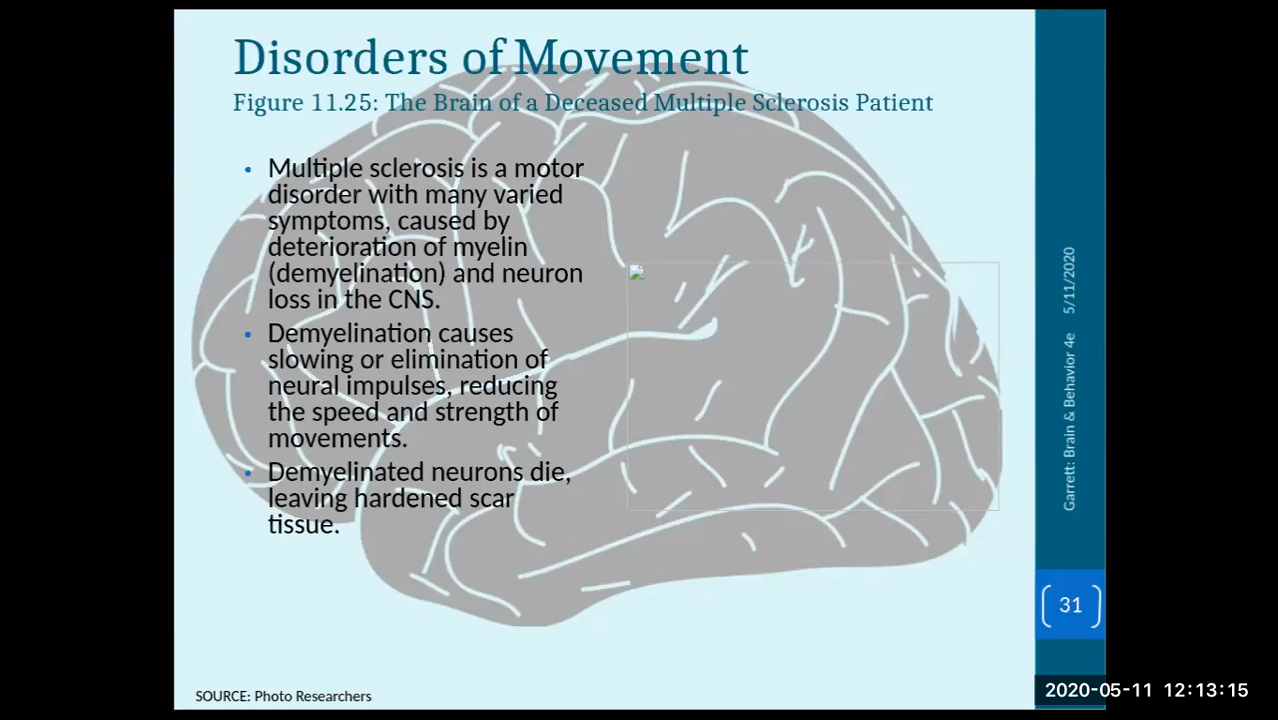 Disorders of Movement
Figure 11.25: The Brain of a Deceased Multiple Sclerosis Patient
• Multiple sclerosis is a motor
disorder with many varied
symptoms, caused by
deterioration of myelin
(demyelination) and neuron
loss in the CNS.
• Demyelination causes
slowing or elimination of
neural impulses, reducing
the speed and strength of
movements.
• Demyelinated neurons die,
leaving hardened scar
tissue.
SOURCE: Photo Researchers
Garrett: Brain & Behavior 4e 5/11/2020
31
2020-05-11 12:13:15